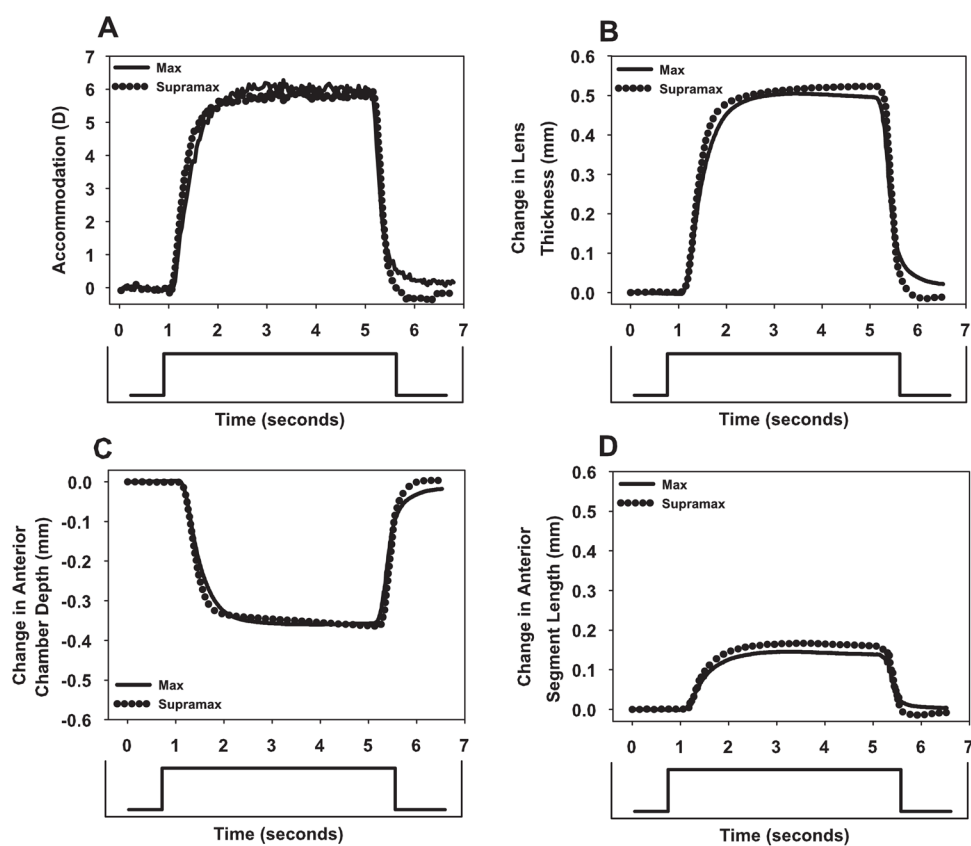 A
7
6
5
4
3
2
1
0
Accommodation (D)
Max
Supramax
0 1 2 3 4 5 6 7
Time (seconds)
B
0.6
0.5
0.4
0.3
0.2
0.1
0.0
Change in Lens
Thickness (mm)
Max
Supramax
0 1 2 3 4 5 6 7
Time (seconds)
C
0.0
-0.1
-0.2
-0.3
-0.4
-0.5
-0.6
Change in Anterior
Chamber Depth (mm)
Max
Supramax
0 1 2 3 4 5 6 7
Time (seconds)
D
0.6
0.5
0.4
0.3
0.2
0.1
0.0
Change in Anterior
Segment Length (mm)
Max
Supramax
0 1 2 3 4 5 6 7
Time (seconds)